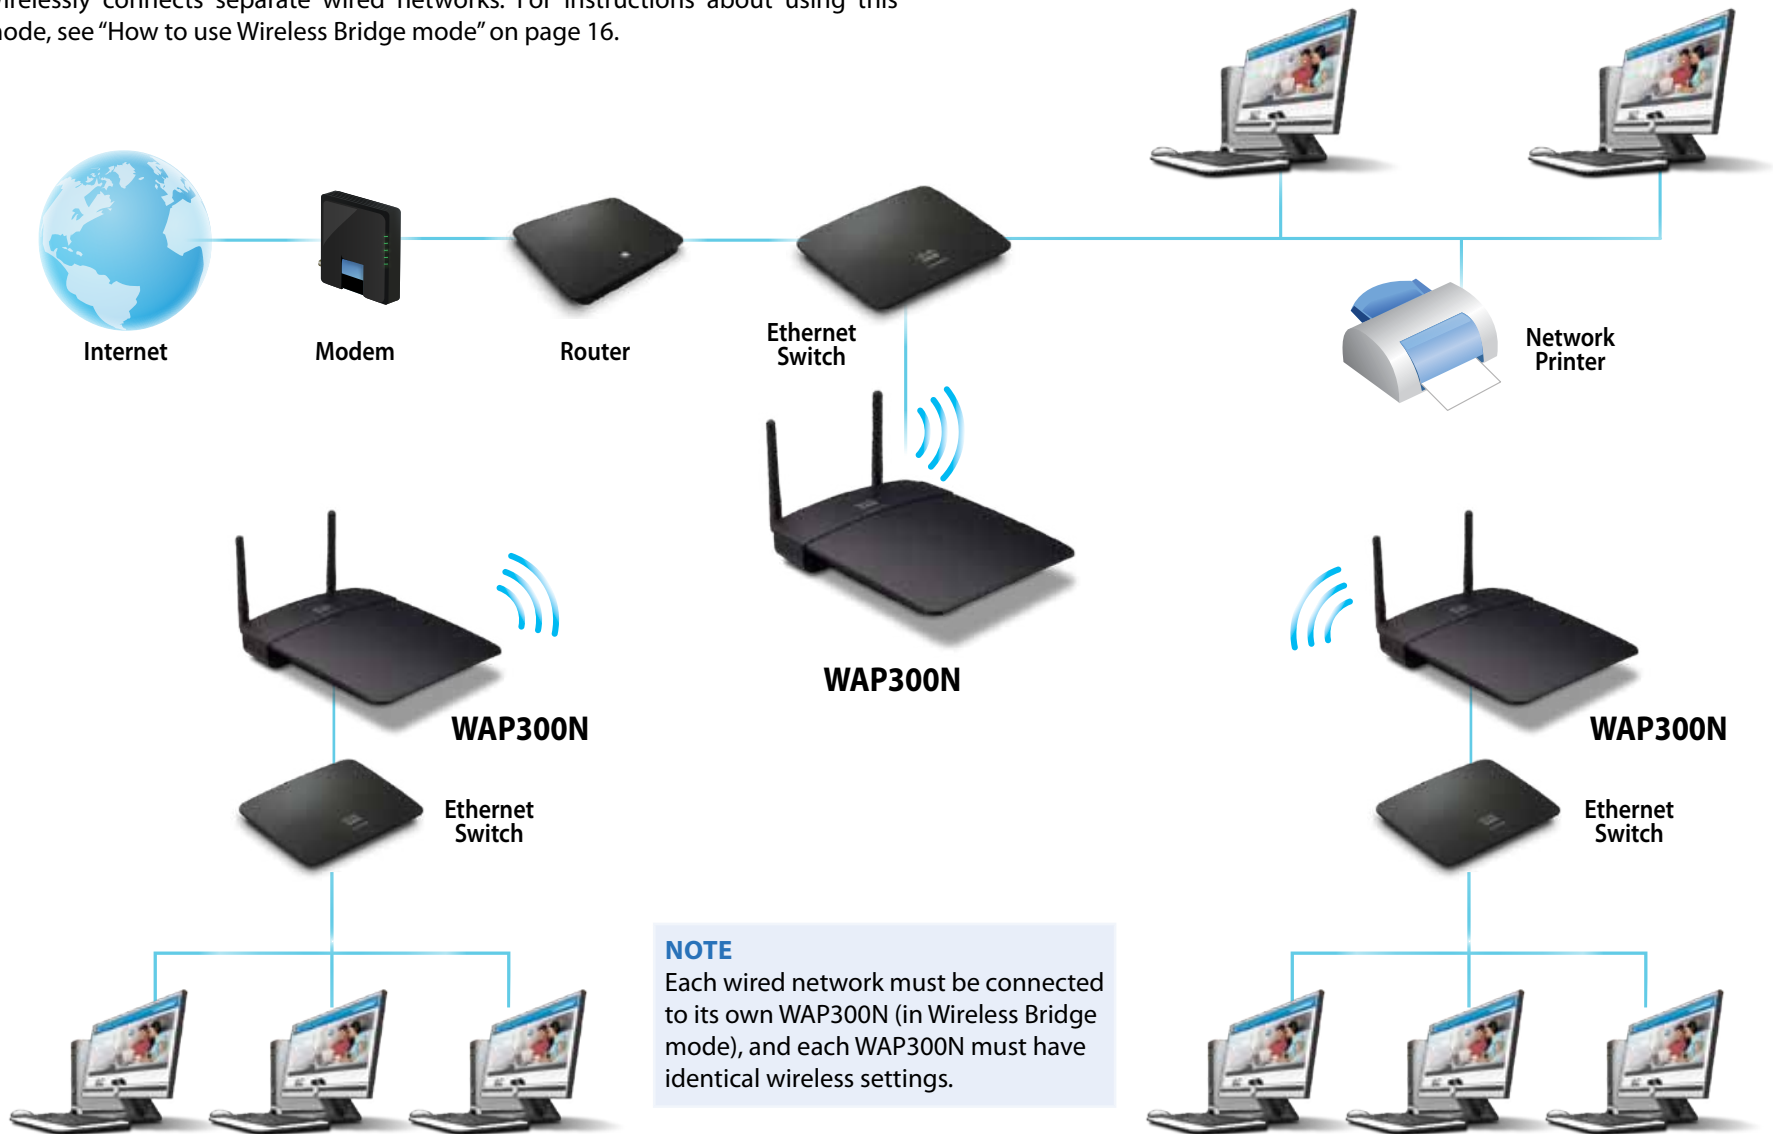 wirelessly connects separate wired networks. For instructions about using this
mode, see “How to use Wireless Bridge mode” on page 16.
Internet
Modem
Router
Ethernet
Switch
Network
Printer
WAP300N
WAP300N
WAP300N
Ethernet
Switch
Ethernet
Switch
NOTE
Each wired network must be connected
to its own WAP300N (in Wireless Bridge
mode), and each WAP300N must have
identical wireless settings.